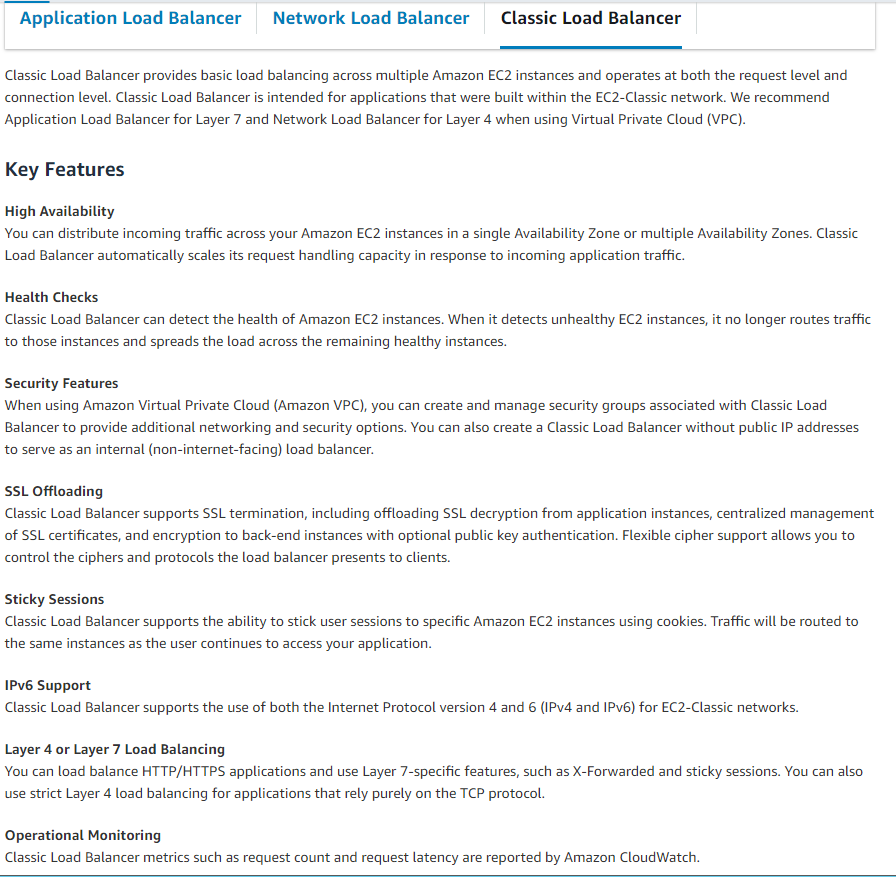 Application Load Balancer Network Load Balancer Classic Load Balancer
Classic Load Balancer provides basic load balancing across multiple Amazon EC2 instances and operates at both the request level and
connection level. Classic Load Balancer is intended for applications that were built within the EC2-Classic network. We recommend
Application Load Balancer for Layer 7 and Network Load Balancer for Layer 4 when using Virtual Private Cloud (VPC).
Key Features
High Availability
You can distribute incoming traffic across your Amazon EC2 instances in a single Availability Zone or multiple Availability Zones. Classic
Load Balancer automatically scales its request handling capacity in response to incoming application traffic.
Health Checks
Classic Load Balancer can detect the health of Amazon EC2 instances. When it detects unhealthy EC2 instances, it no longer routes traffic
to those instances and spreads the load across the remaining healthy instances.
Security Features
When using Amazon Virtual Private Cloud (Amazon VPC), you can create and manage security groups associated with Classic Load
Balancer to provide additional networking and security options. You can also create a Classic Load Balancer without public IP addresses
to serve as an internal (non-internet-facing) load balancer.
SSL Offloading
Classic Load Balancer supports SSL termination, including offloading SSL decryption from application instances, centralized management
of SSL certificates, and encryption to back-end instances with optional public key authentication. Flexible cipher support allows you to
control the ciphers and protocols the load balancer presents to clients.
Sticky Sessions
Classic Load Balancer supports the ability to stick user sessions to specific Amazon EC2 instances using cookies. Traffic will be routed to
the same instances as the user continues to access your application.
IPv6 Support
Classic Load Balancer supports the use of both the Internet Protocol version 4 and 6 (IPv4 and IPv6) for EC2-Classic networks.
Layer 4 or Layer 7 Load Balancing
You can load balance HTTP/HTTPS applications and use Layer 7-specific features, such as X-Forwarded and sticky sessions. You can also
use strict Layer 4 load balancing for applications that rely purely on the TCP protocol.
Operational Monitoring
Classic Load Balancer metrics such as request count and request latency are reported by Amazon CloudWatch.